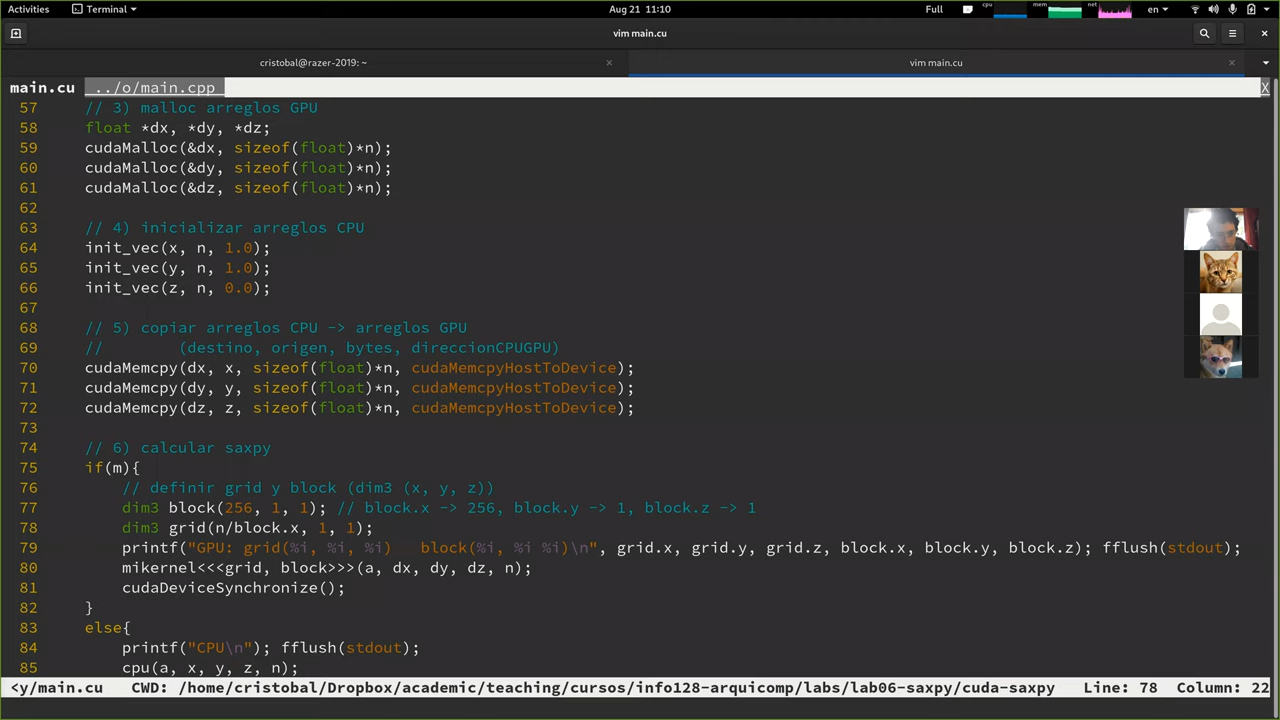 Activities Terminal Aug 21 11:10 Full cpu mem net en
vim main.cu
cristobal@razer-2019: ~ × vim main.cu ×
main.cu ../o/main.cpp X
57 // 3) malloc arreglos GPU
58 float *dx, *dy, *dz;
59 cudaMalloc(&dx, sizeof(float)*n);
60 cudaMalloc(&dy, sizeof(float)*n);
61 cudaMalloc(&dz, sizeof(float)*n);
62
63 // 4) inicializar arreglos CPU
64 init_vec(x, n, 1.0);
65 init_vec(y, n, 1.0);
66 init_vec(z, n, 0.0);
67
68 // 5) copiar arreglos CPU -> arreglos GPU
69 // (destino, origen, bytes, direccionCPUGPU)
70 cudaMemcpy(dx, x, sizeof(float)*n, cudaMemcpyHostToDevice);
71 cudaMemcpy(dy, y, sizeof(float)*n, cudaMemcpyHostToDevice);
72 cudaMemcpy(dz, z, sizeof(float)*n, cudaMemcpyHostToDevice);
73
74 // 6) calcular saxpy
75 if(m){
76 // definir grid y block (dim3 (x, y, z))
77 dim3 block(256, 1, 1); // block.x -> 256, block.y -> 1, block.z -> 1
78 dim3 grid(n/block.x, 1, 1);
79 printf("GPU: grid(%i, %i, %i) block(%i, %i %i)\n", grid.x, grid.y, grid.z, block.x, block.y, block.z); fflush(stdout);
80 mikernel<<<grid, block>>>(a, dx, dy, dz, n);
81 cudaDeviceSynchronize();
82 }
83 else{
84 printf("CPU\n"); fflush(stdout);
85 cpu(a, x, y, z, n);
<y/main.cu CWD: /home/cristobal/Dropbox/academic/teaching/cursos/info128-arquicomp/labs/lab06-saxpy/cuda-saxpy Line: 78 Column: 22